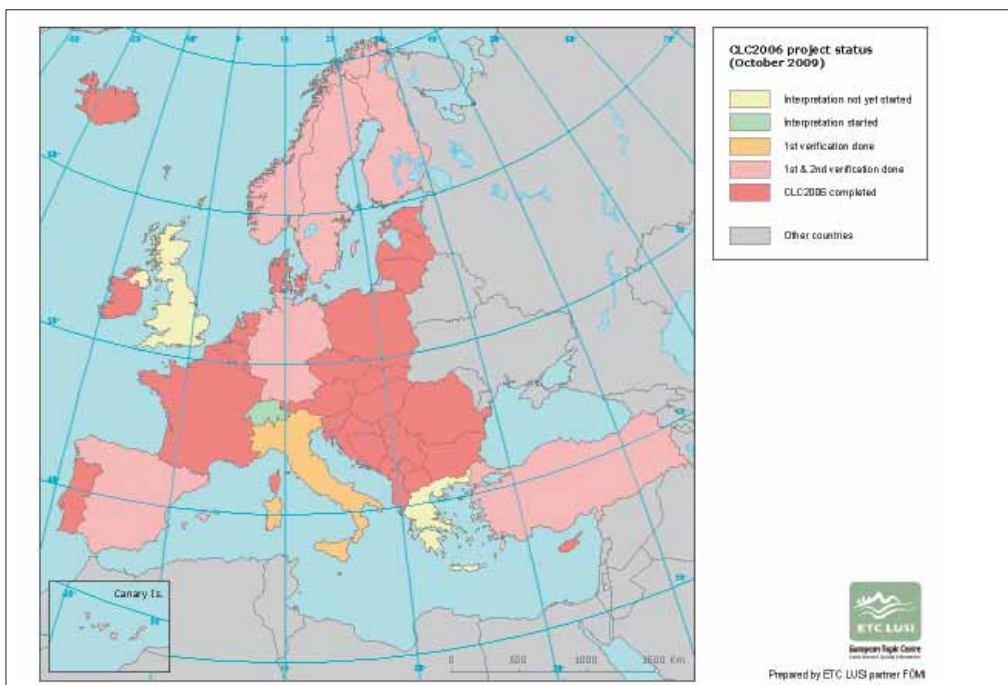 CLC2006 project status
(October 2009)
Interpretation not yet started
Interpretation started
1st verification done
1st & 2nd verification done
CLC2006 completed
Other countries
Canary Is.
0 500 1000 1500 Km
ETC LUSI
European Topic Centre
Prepared by ETC LUSI partner FÖMI